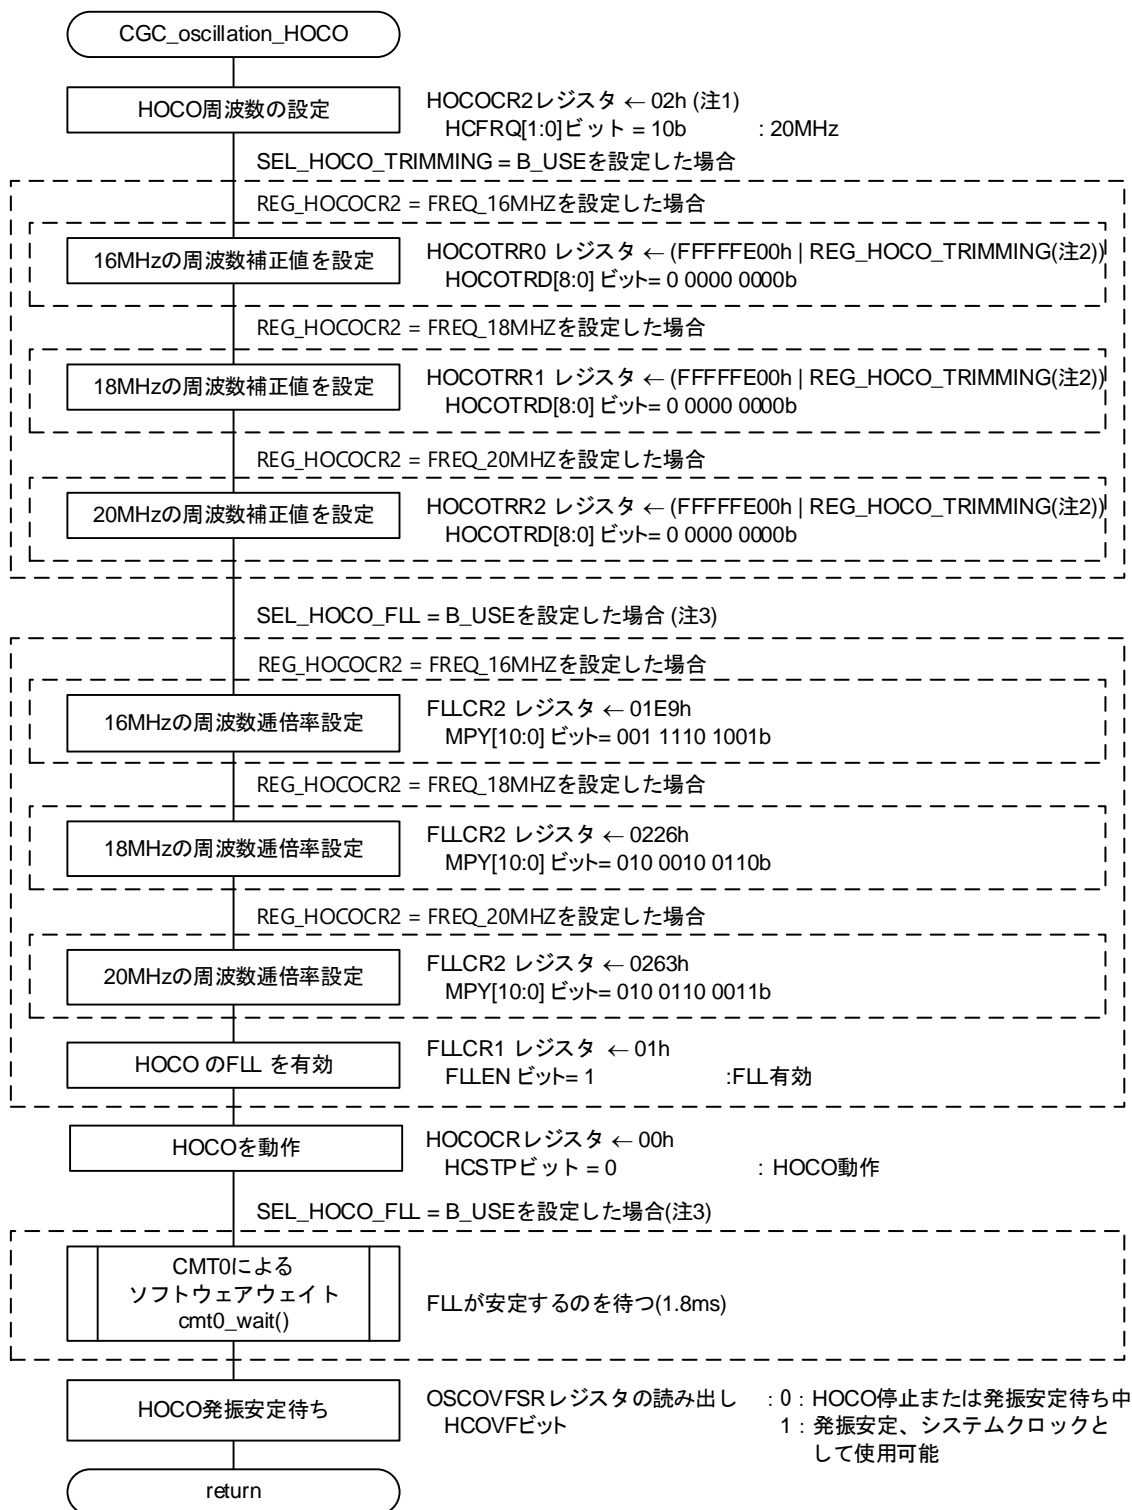 CGC_oscillation_HOCO
HOCO周波数の設定
HOCOCR2レジスタ ← 02h (注1)
HCFRQ[1:0]ビット = 10b : 20MHz
SEL_HOCO_TRIMMING = B_USEを設定した場合
REG_HOCOCR2 = FREQ_16MHZを設定した場合
16MHzの周波数補正値を設定
HOCOTRR0 レジスタ ← (FFFFFE00h | REG_HOCO_TRIMMING(注2))
HOCOTRD[8:0] ビット= 0 0000 0000b
REG_HOCOCR2 = FREQ_18MHZを設定した場合
18MHzの周波数補正値を設定
HOCOTRR1 レジスタ ← (FFFFFE00h | REG_HOCO_TRIMMING(注2))
HOCOTRD[8:0] ビット= 0 0000 0000b
REG_HOCOCR2 = FREQ_20MHZを設定した場合
20MHzの周波数補正値を設定
HOCOTRR2 レジスタ ← (FFFFFE00h | REG_HOCO_TRIMMING(注2))
HOCOTRD[8:0] ビット= 0 0000 0000b
SEL_HOCO_FLL = B_USEを設定した場合 (注3)
REG_HOCOCR2 = FREQ_16MHZを設定した場合
16MHzの周波数逓倍率設定
FLLCR2 レジスタ ← 01E9h
MPY[10:0] ビット= 001 1110 1001b
REG_HOCOCR2 = FREQ_18MHZを設定した場合
18MHzの周波数逓倍率設定
FLLCR2 レジスタ ← 0226h
MPY[10:0] ビット= 010 0010 0110b
REG_HOCOCR2 = FREQ_20MHZを設定した場合
20MHzの周波数逓倍率設定
FLLCR2 レジスタ ← 0263h
MPY[10:0] ビット= 010 0110 0011b
HOCO のFLL を有効
FLLCR1 レジスタ ← 01h
FLLEN ビット= 1 :FLL有効
HOCOを動作
HOCOCRレジスタ ← 00h
HCSTPビット = 0 : HOCO動作
SEL_HOCO_FLL = B_USEを設定した場合(注3)
CMT0による
ソフトウェアウェイト
cmt0_wait()
FLLが安定するのを待つ(1.8ms)
HOCO発振安定待ち
OSCOVFSRレジスタの読み出し : 0 : HOCO停止または発振安定待ち中
HCOVFビット 1 : 発振安定、システムクロックと
して使用可能
return